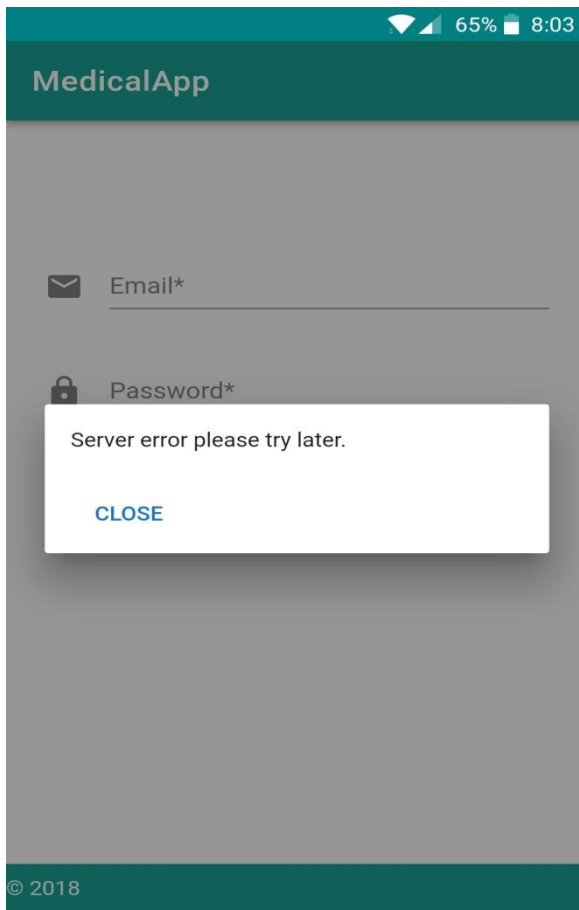 65% 8:03
MedicalApp
Email*
Password*
Server error please try later.
CLOSE
© 2018